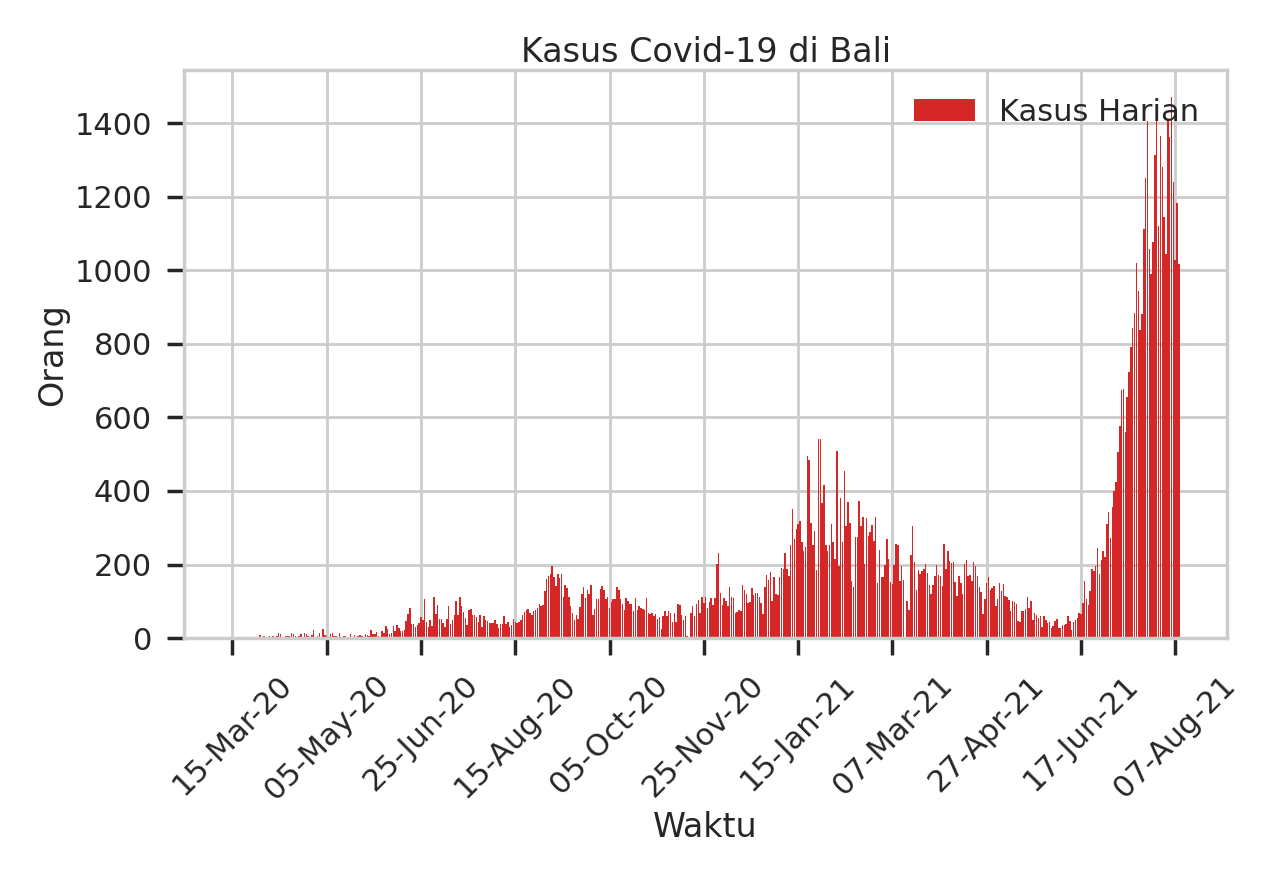 Kasus Covid-19 di Bali
Kasus Harian
1400
1200
1000
800
600
400
200
0
Orang
15-Mar-20
05-May-20
25-Jun-20
15-Aug-20
05-Oct-20
25-Nov-20
15-Jan-21
07-Mar-21
27-Apr-21
17-Jun-21
07-Aug-21
Waktu